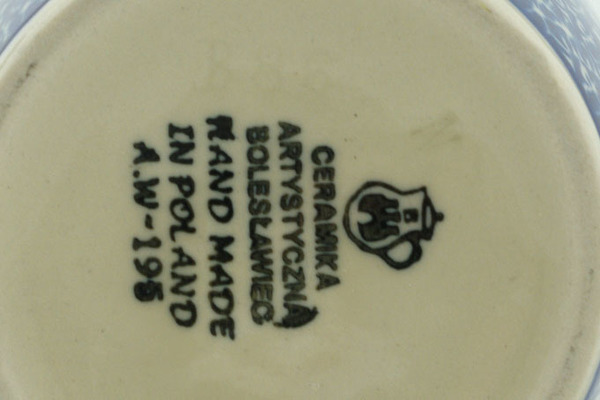 B
CERAMIKA
ARTYSTYCZNA
BOLESŁAWIEC
HAND MADE
IN POLAND
A.W-195